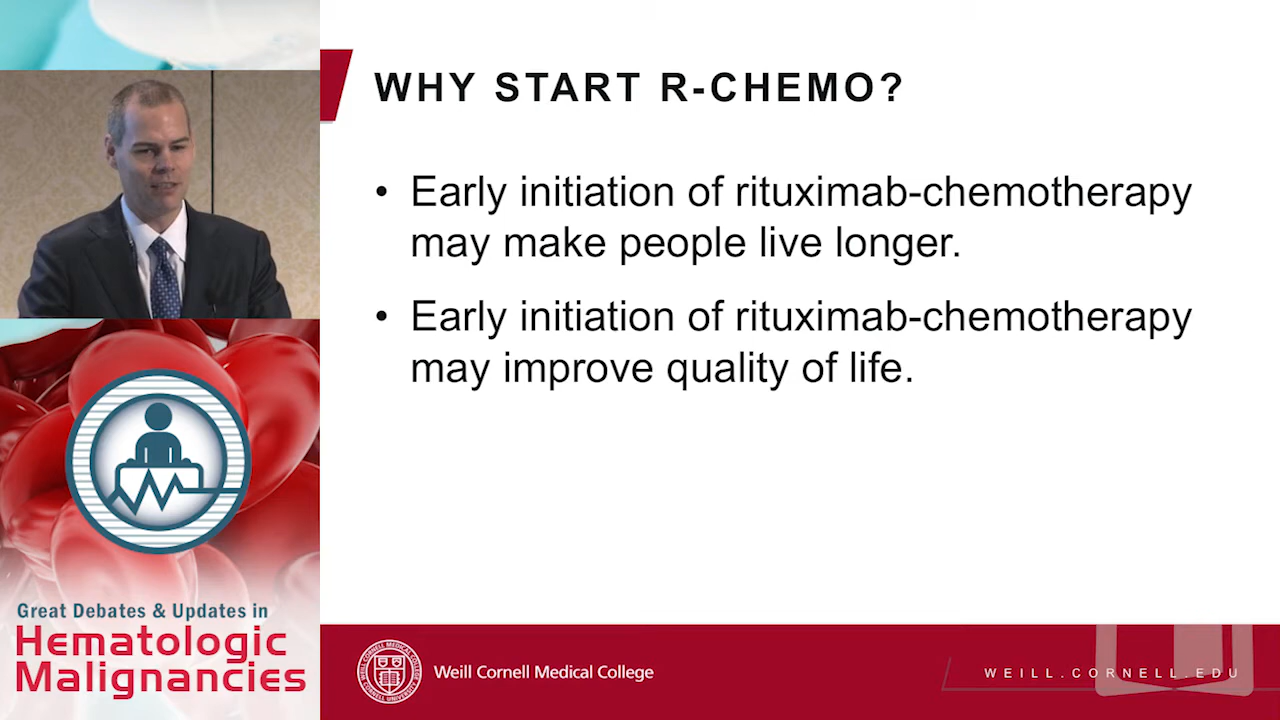 WHY START R-CHEMO?
• Early initiation of rituximab-chemotherapy
may make people live longer.
• Early initiation of rituximab-chemotherapy
may improve quality of life.
Great Debates & Updates in
Hematologic
Malignancies
Weill Cornell Medical College
WEILL.CORNELL.EDU